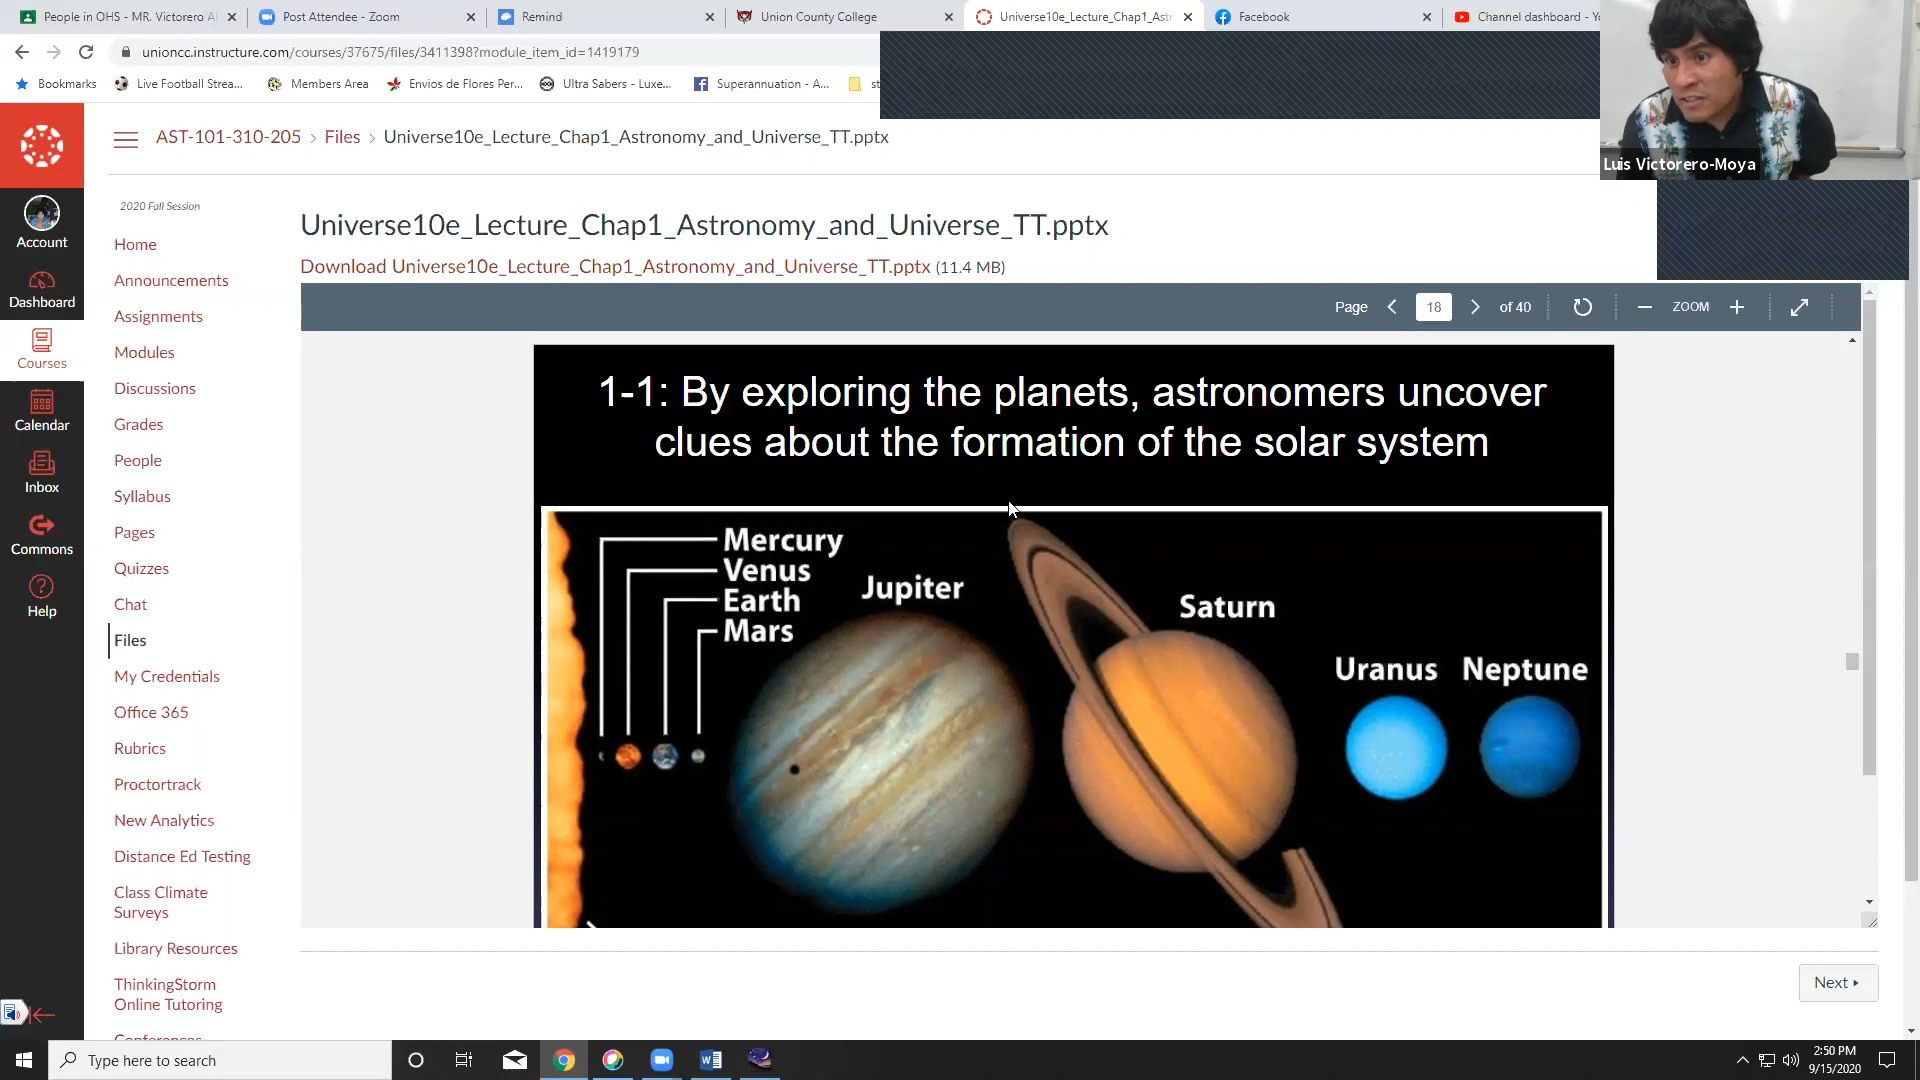 People in OHS - MR. Victorero Al
Post Attendee - Zoom
Remind
Union County College
Universe10e_Lecture_Chap1_Astr
Facebook
Channel dashboard - Yo
unioncc.instructure.com/courses/37675/files/3411398?module_item_id=1419179
Bookmarks
Live Football Strea...
Members Area
Envios de Flores Per...
Ultra Sabers - Luxe...
Superannuation - A...
st
Luis Victorero-Moya
AST-101-310-205 › Files › Universe10e_Lecture_Chap1_Astronomy_and_Universe_TT.pptx
Account
Dashboard
Courses
Calendar
Inbox
Commons
Help
2020 Fall Session
Home
Announcements
Assignments
Modules
Discussions
Grades
People
Syllabus
Pages
Quizzes
Chat
Files
My Credentials
Office 365
Rubrics
Proctortrack
New Analytics
Distance Ed Testing
Class Climate
Surveys
Library Resources
ThinkingStorm
Online Tutoring
Conferences
Universe10e_Lecture_Chap1_Astronomy_and_Universe_TT.pptx
Download Universe10e_Lecture_Chap1_Astronomy_and_Universe_TT.pptx (11.4 MB)
Page 18 of 40 ZOOM
1-1: By exploring the planets, astronomers uncover
clues about the formation of the solar system
Mercury
Venus
Earth
Mars
Jupiter
Saturn
Uranus
Neptune
Next
Type here to search
2:50 PM
9/15/2020